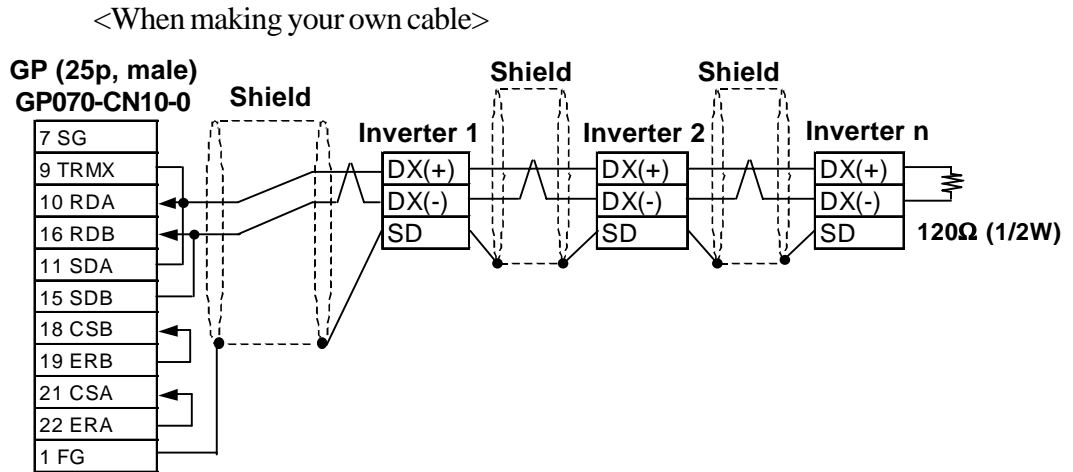 <When making your own cable>
GP (25p, male)
GP070-CN10-0
Shield
Shield
Shield
7 SG
9 TRMX
10 RDA
16 RDB
11 SDA
15 SDB
18 CSB
19 ERB
21 CSA
22 ERA
1 FG
Inverter 1
DX(+)
DX(-)
SD
Inverter 2
DX(+)
DX(-)
SD
Inverter n
DX(+)
DX(-)
SD
120Ω (1/2W)